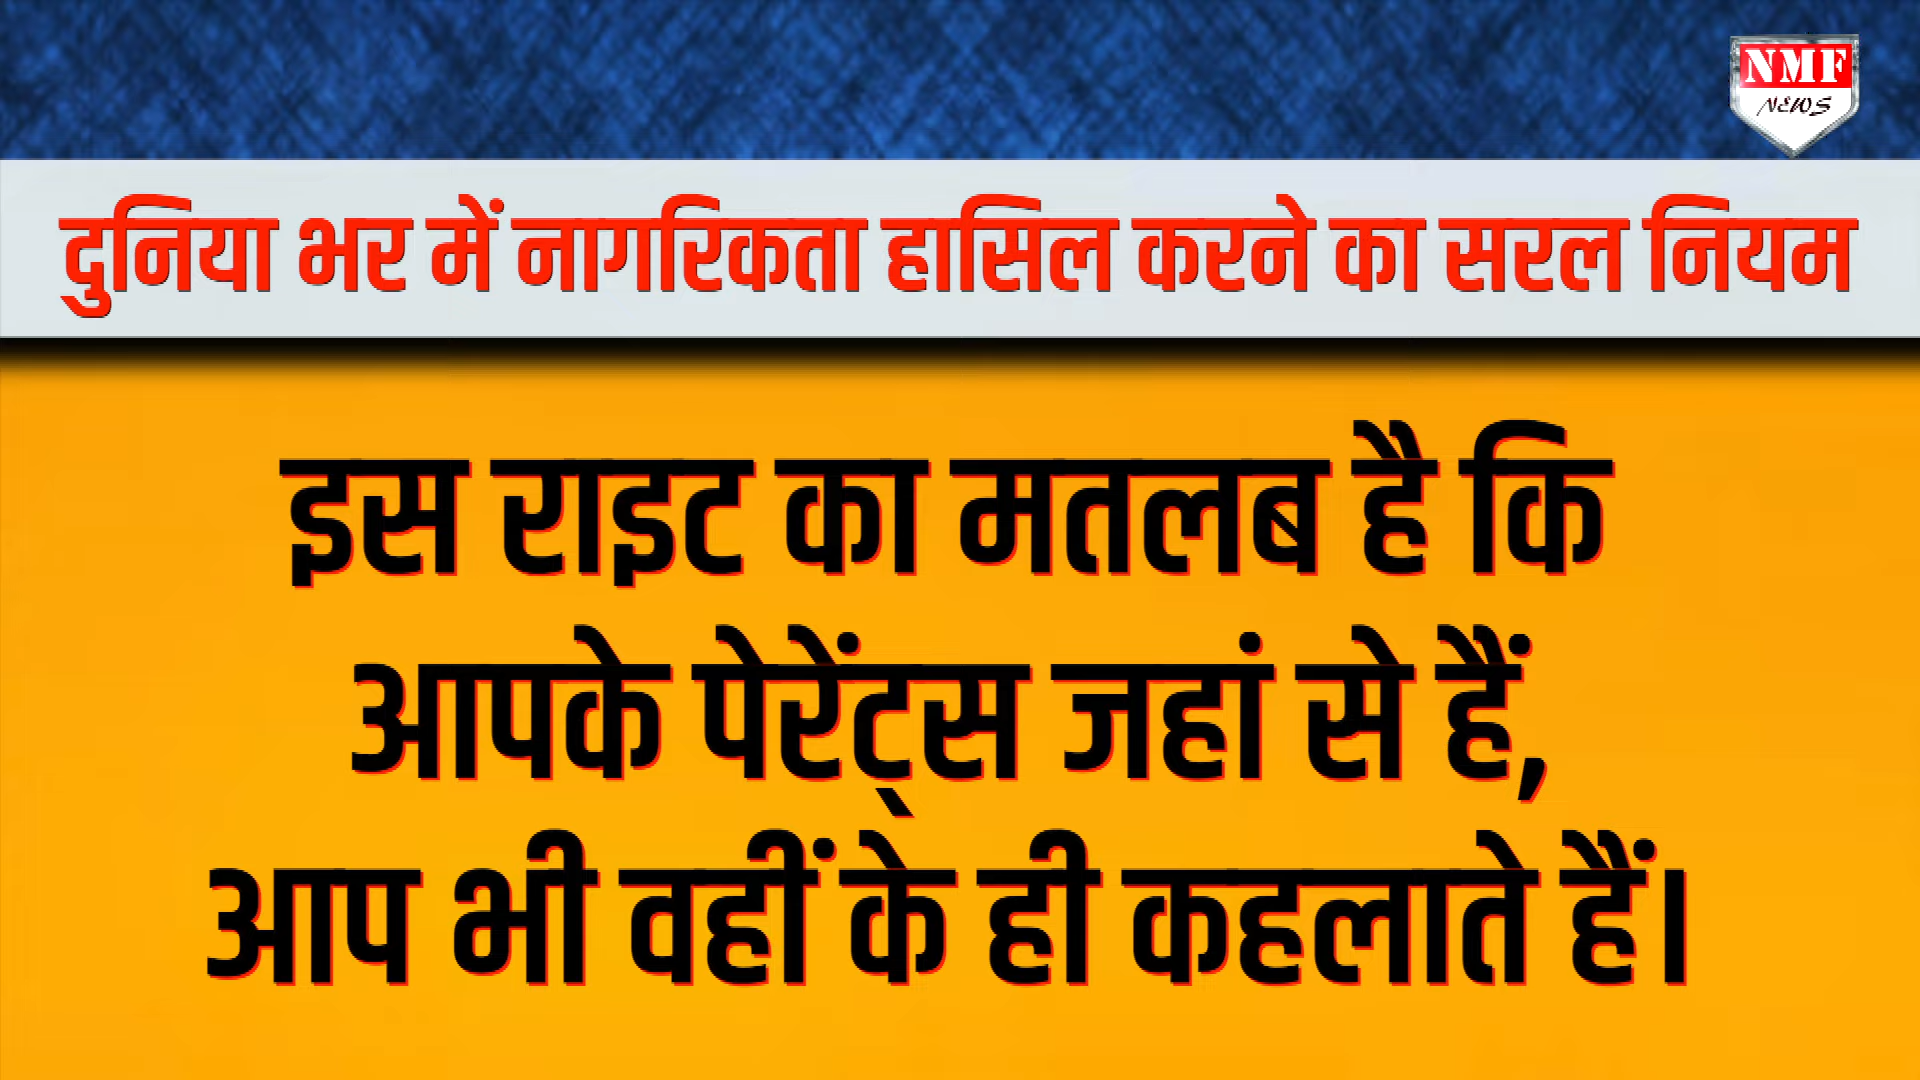 NMF
NEWS
दुनिया भर में नागरिकता हासिल करने का सरल नियम
इस राइट का मतलब है कि
आपके पेरेंट्स जहां से हैं,
आप भी वहीं के ही कहलाते हैं।